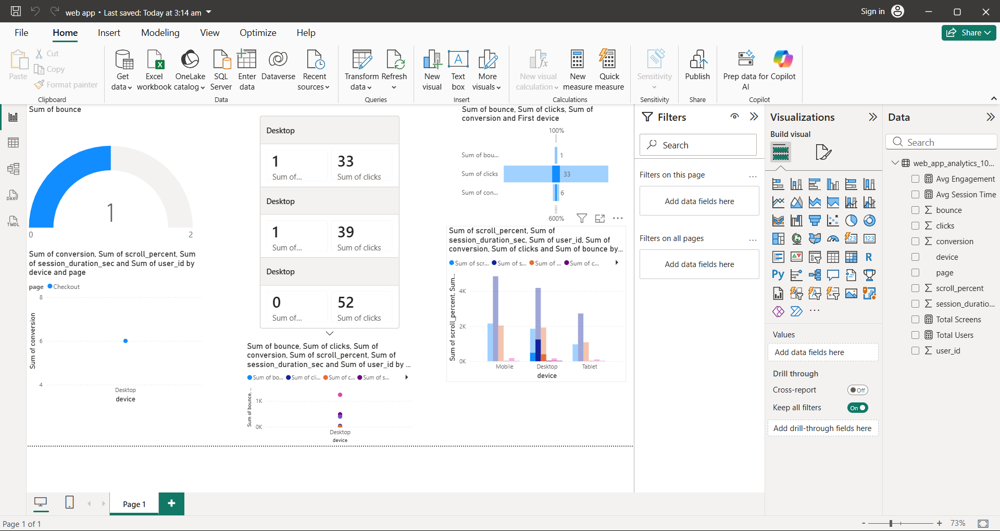 web app • Last saved: Today at 3:14 am
Sign in
File
Home
Insert
Modeling
View
Optimize
Help
Share
Paste
Cut
Copy
Format painter
Clipboard
Get data
Excel workbook
OneLake catalog
SQL Server
Enter data
Dataverse
Recent sources
Data
Transform data
Refresh
Queries
New visual
Text box
More visuals
Insert
New visual calculation
New measure
Quick measure
Calculations
Sensitivity
Sensitivity
Publish
Share
Prep data for AI
Copilot
Copilot
DAX
TMDL
Sum of bounce
1
0
2
Sum of conversion, Sum of scroll_percent, Sum
of session_duration_sec and Sum of user_id by
device and page
page Checkout
8
6
4
Sum of conversion
Desktop
device
Desktop
1
Sum of...
33
Sum of clicks
Desktop
1
Sum of...
39
Sum of clicks
Desktop
0
Sum of...
52
Sum of clicks
Sum of bounce, Sum of clicks, Sum of
conversion, Sum of scroll_percent, Sum of
session_duration_sec and Sum of user_id by ...
Sum of bo... Sum of cli... Sum of c... Sum of s...
1K
0K
Sum of bounce, ...
Desktop
device
Sum of bounce, Sum of clicks, Sum of
conversion and First device
100%
Sum of bou... 1
Sum of clicks 33
Sum of con... 6
600%
Sum of scroll_percent, Sum of
session_duration_sec, Sum of user_id, Sum of
conversion, Sum of clicks and Sum of bounce by...
Sum of scr... Sum of s... Sum of ... Sum of c...
4K
2K
0K
Sum of scroll_percent, Sum...
Mobile
Desktop
Tablet
device
Filters
Search
Filters on this page
Add data fields here
Filters on all pages
Add data fields here
Visualizations
Build visual
123
123
R
Py
Values
Add data fields here
Drill through
Cross-report
Off
Keep all filters
On
Add drill-through fields here
Data
Search
web_app_analytics_10...
Avg Engagement
Avg Session Time
bounce
clicks
conversion
device
page
scroll_percent
session_duratio...
Total Screens
Total Users
user_id
Page 1
Page 1 of 1
- + 73%